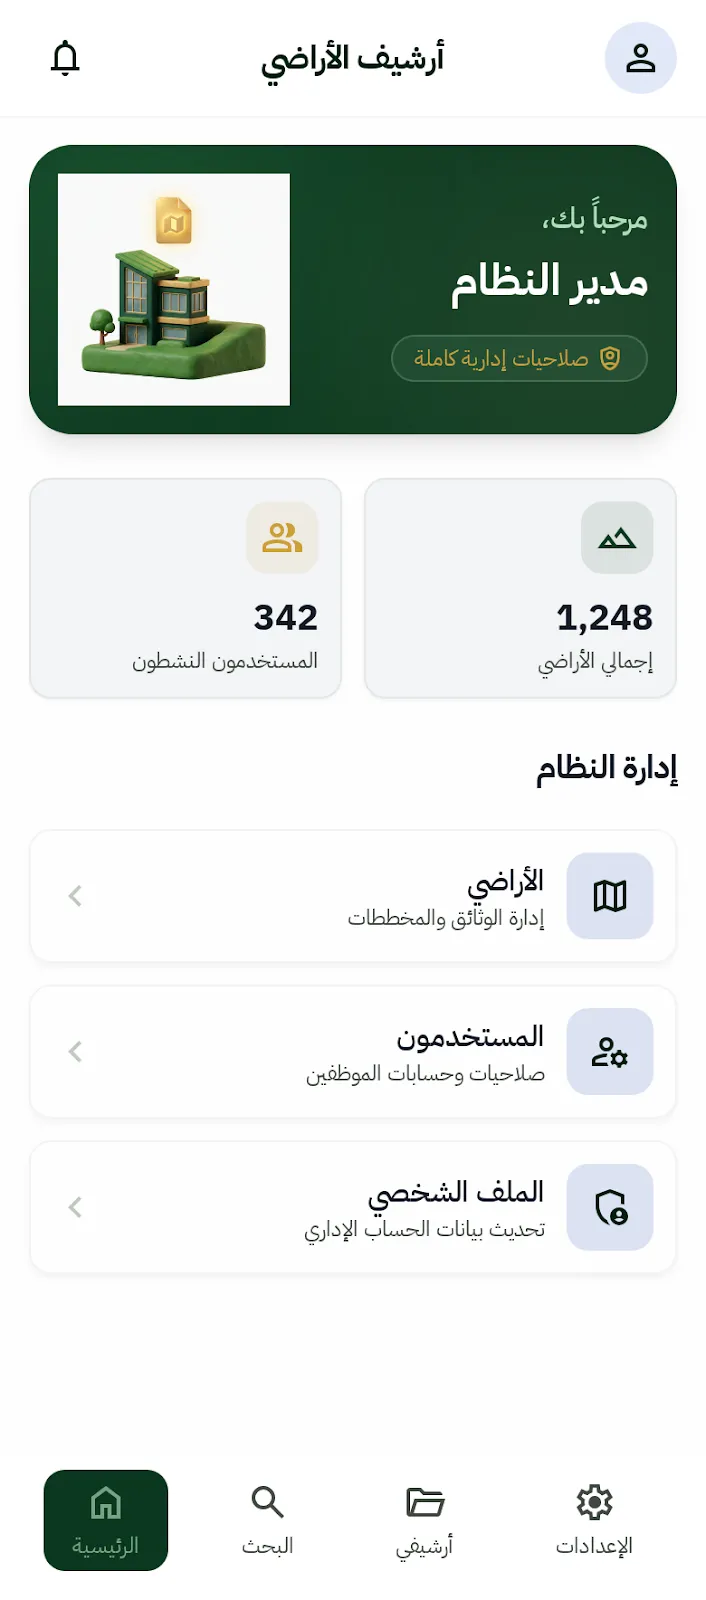 أرشيف الأراضي
مرحباً بك،
مدير النظام
صلاحيات إدارية كاملة
1,248
إجمالي الأراضي
342
المستخدمون النشطون
إدارة النظام
الأراضي
إدارة الوثائق والمخططات
المستخدمون
صلاحيات وحسابات الموظفين
الملف الشخصي
تحديث بيانات الحساب الإداري
الإعدادات
أرشيفي
البحث
الرئيسية